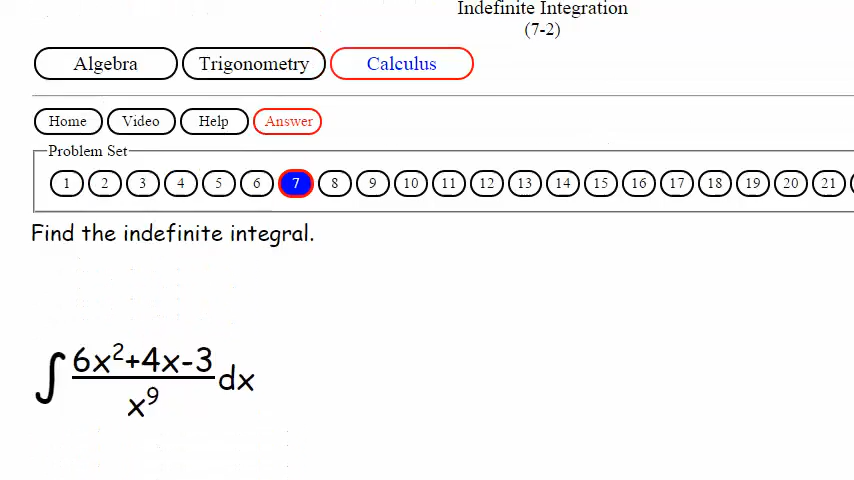 Indefinite Integration
(7-2)
Algebra Trigonometry Calculus
Home Video Help Answer
Problem Set
1 2 3 4 5 6 7 8 9 10 11 12 13 14 15 16 17 18 19 20 21
Find the indefinite integral.
∫ 6x²+4x-3 dx
x⁹